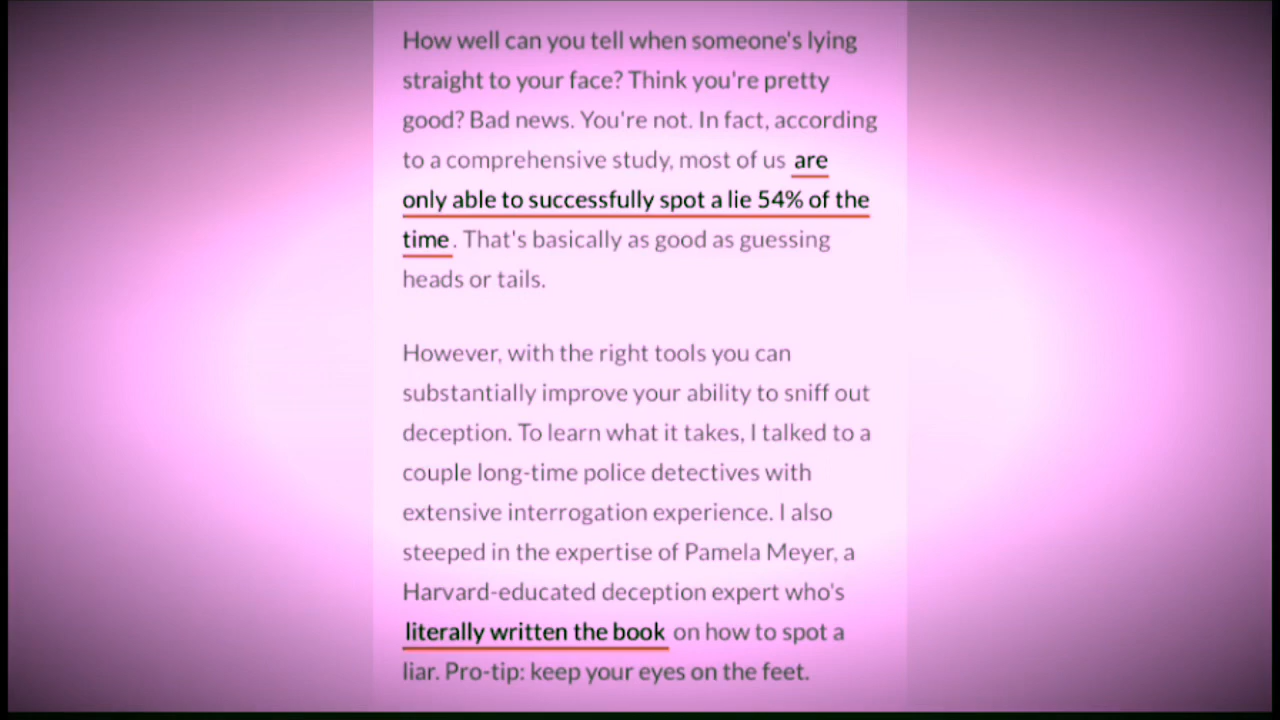 How well can you tell when someone's lying
straight to your face? Think you're pretty
good? Bad news. You're not. In fact, according
to a comprehensive study, most of us are
only able to successfully spot a lie 54% of the
time. That's basically as good as guessing
heads or tails.
However, with the right tools you can
substantially improve your ability to sniff out
deception. To learn what it takes, I talked to a
couple long-time police detectives with
extensive interrogation experience. I also
steeped in the expertise of Pamela Meyer, a
Harvard-educated deception expert who's
literally written the book on how to spot a
liar. Pro-tip: keep your eyes on the feet.